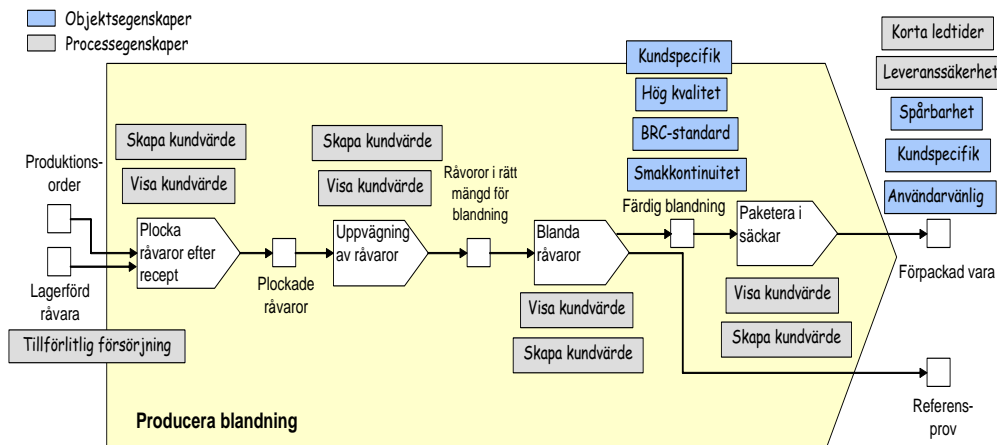 Objektsegenskaper
Processegenskaper
Korta ledtider
Leveranssäkerhet
Spårbarhet
Kundspecifik
Användarvänlig
Kundspecifik
Hög kvalitet
BRC-standard
Smakkontinuitet
Skapa kundvärde
Visa kundvärde
Skapa kundvärde
Visa kundvärde
Produktions-
order
Råvoror i rätt
mängd för
blandning
Färdig blandning
Plocka
råvaror efter
recept
Uppvägning
av råvaror
Blanda
råvaror
Paketera i
säckar
Lagerförd
råvara
Plockade
råvaror
Förpackad vara
Tillförlitlig försörjning
Visa kundvärde
Skapa kundvärde
Visa kundvärde
Skapa kundvärde
Referens-
prov
Producera blandning